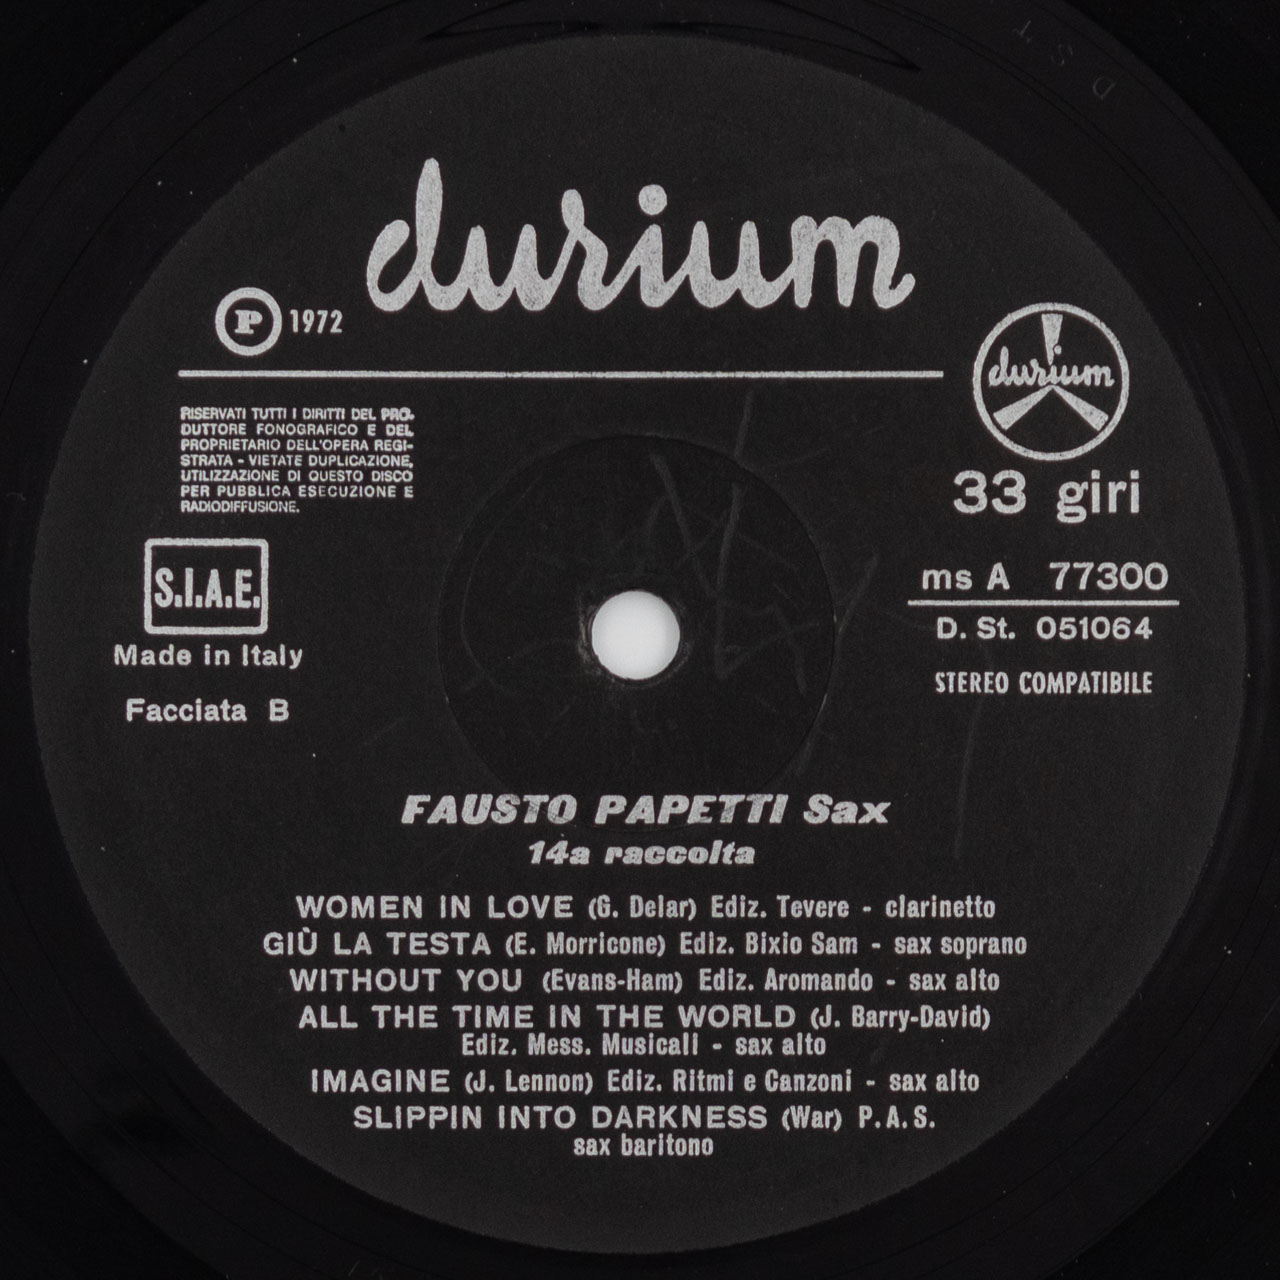 durium
P 1972
durium
RISERVATI TUTTI I DIRITTI DEL PRO-
DUTTORE FONOGRAFICO E DEL
PROPRIETARIO DELL'OPERA REGI-
STRATA - VIETATE DUPLICAZIONE,
UTILIZZAZIONE DI QUESTO DISCO
PER PUBBLICA ESECUZIONE E
RADIODIFFUSIONE.
33 giri
S.I.A.E.
Made in Italy
Facciata B
ms A 77300
D. St. 051064
STEREO COMPATIBILE
FAUSTO PAPETTI Sax
14a raccolta
WOMEN IN LOVE (G. Delar) Ediz. Tevere - clarinetto
GIÙ LA TESTA (E. Morricone) Ediz. Bixio Sam - sax soprano
WITHOUT YOU (Evans-Ham) Ediz. Aromando - sax alto
ALL THE TIME IN THE WORLD (J. Barry-David)
Ediz. Mess. Musicali - sax alto
IMAGINE (J. Lennon) Ediz. Ritmi e Canzoni - sax alto
SLIPPIN INTO DARKNESS (War) P.A.S.
sax baritono